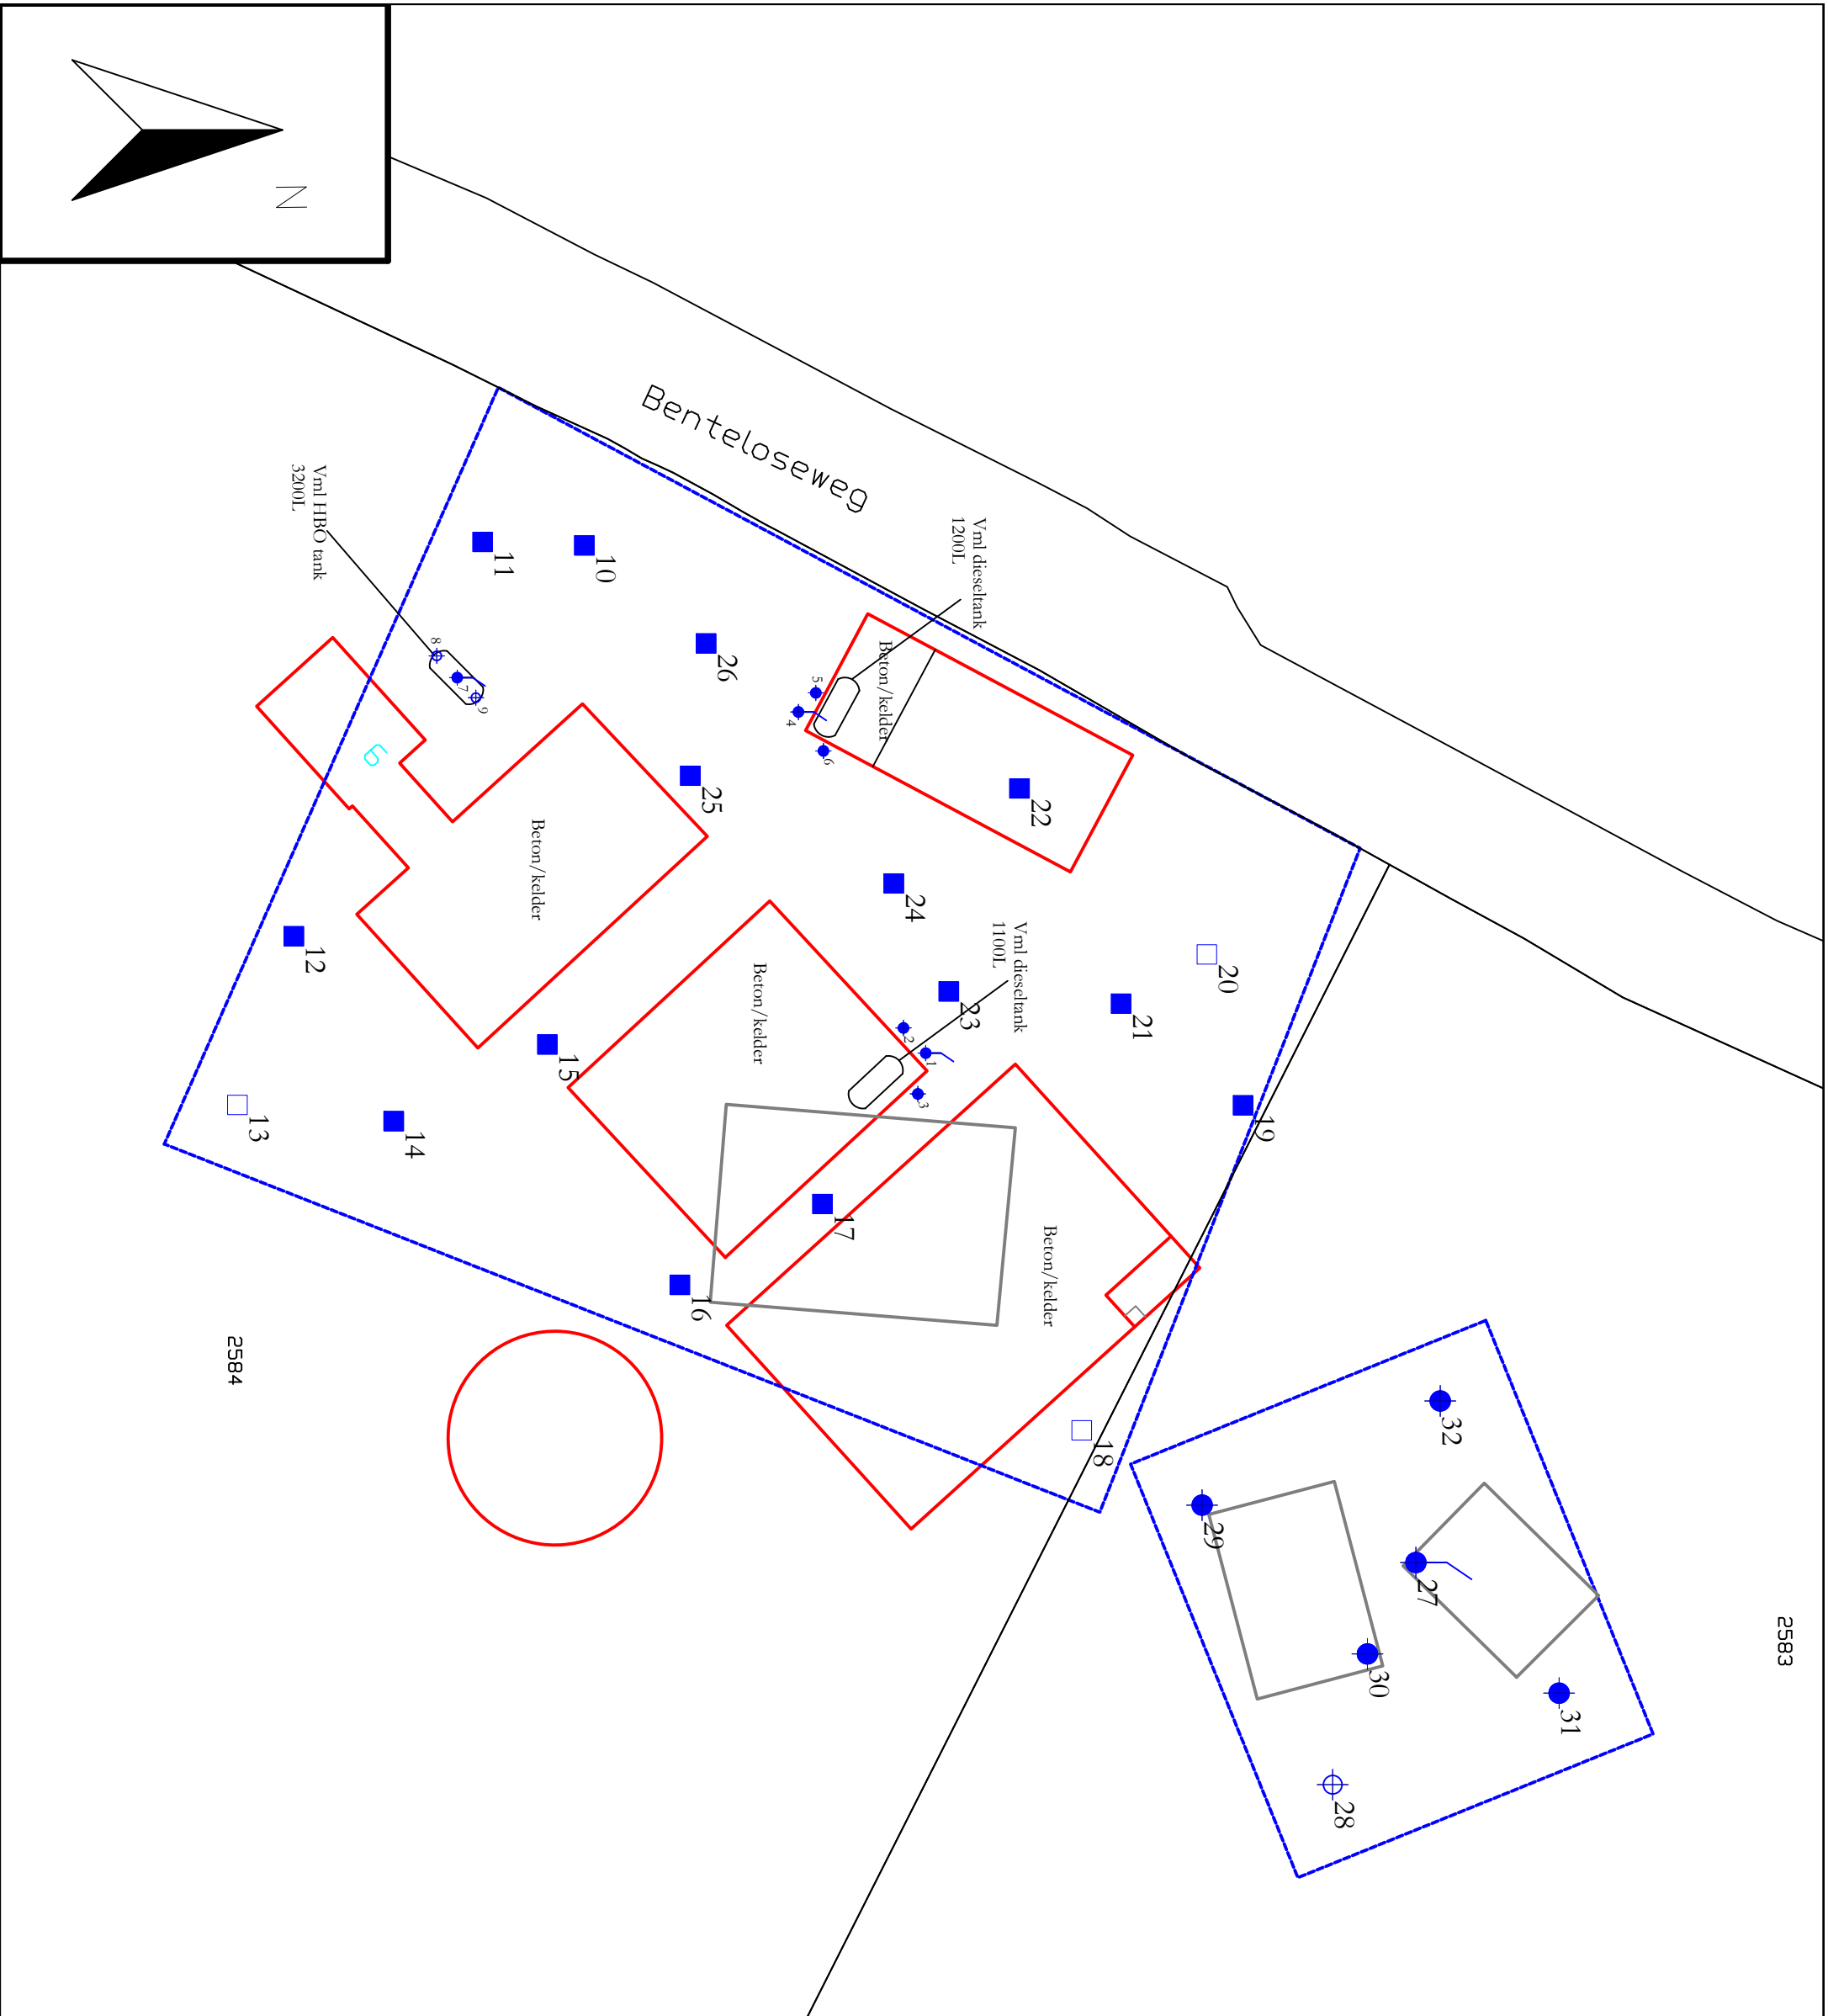 N
Benteloseweg
Vml HBO tank
3200L
Vml dieseltank
1200L
Vml dieseltank
1100L
Beton/kelder
Beton/kelder
Beton/kelder
Beton/kelder
11
10
26
25
22
24
23
20
21
19
12
13
14
15
16
17
18
5
4
6
8
7
9
2
1
3
6
32
29
27
30
31
28
2584
2583